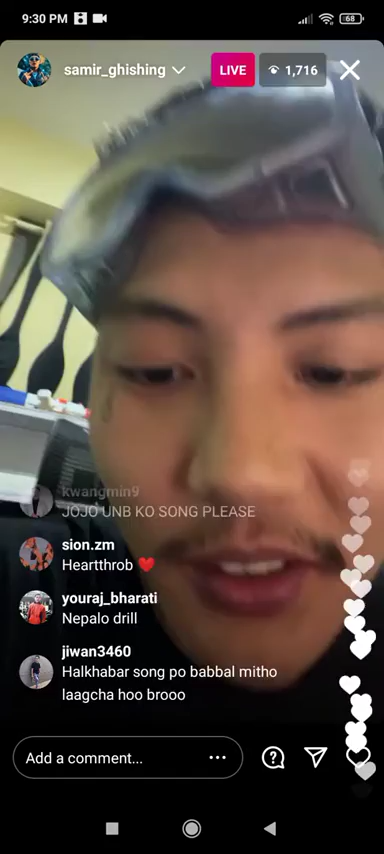 9:30 PM
68
samir_ghishing
LIVE
1,716
kwangmin9
JOJO UNB KO SONG PLEASE
sion.zm
Heartthrob ❤️
youraj_bharati
Nepalo drill
jiwan3460
Halkhabar song po babbal mitho
laagcha hoo brooo
Add a comment...